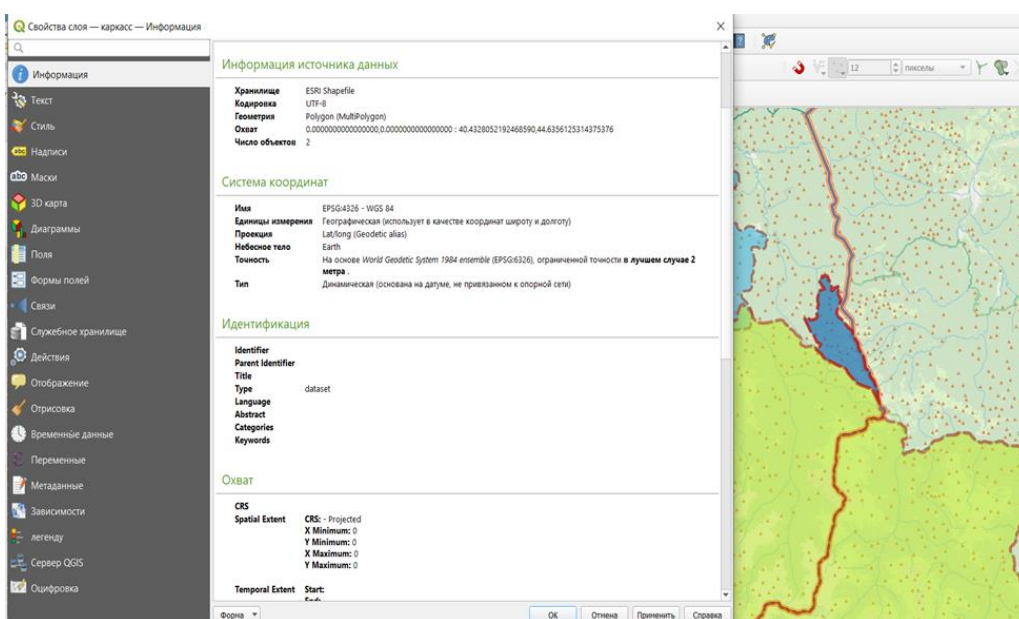 Свойства слоя — каркасс — Информация
Информация
Текст
Стиль
abc Надписи
abc Маски
3D карта
Диаграммы
Поля
Формы полей
Связи
Служебное хранилище
Действия
Отображение
Отрисовка
Временные данные
Переменные
Метаданные
Зависимости
легенду
Сервер QGIS
Оцифровка
Информация источника данных
Хранилище ESRI Shapefile
Кодировка UTF-8
Геометрия Polygon (MultiPolygon)
Охват 0.0000000000000000,0.0000000000000000 : 40.4328052192468590,44.6356125314375376
Число объектов 2
Система координат
Имя EPSG:4326 - WGS 84
Единицы измерения Географическая (использует в качестве координат широту и долготу)
Проекция Lat/long (Geodetic alias)
Небесное тело Earth
Точность На основе World Geodetic System 1984 ensemble (EPSG:6326), ограниченной точности в лучшем случае 2
метра .
Тип Динамическая (основана на датуме, не привязанном к опорной сети)
Идентификация
Identifier
Parent Identifier
Title
Type dataset
Language
Abstract
Categories
Keywords
Охват
CRS
Spatial Extent CRS: - Projected
X Minimum: 0
Y Minimum: 0
X Maximum: 0
Y Maximum: 0
Temporal Extent Start:
End:
Форма
OK Отмена Применить Справка
12 пикселы